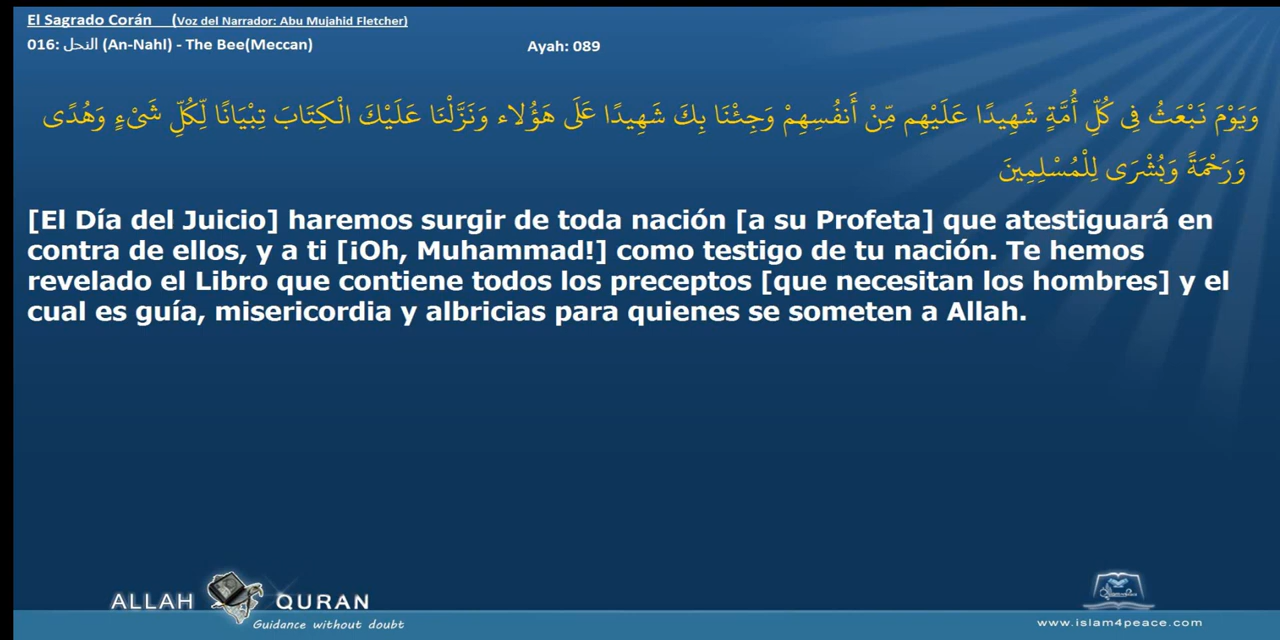 El Sagrado Corán (Voz del Narrador: Abu Mujahid Fletcher)
016: النحل (An-Nahl) - The Bee(Meccan) Ayah: 089
وَيَوْمَ نَبْعَثُ فِى كُلِّ أُمَّةٍ شَهِيدًا عَلَيْهِم مِّنْ أَنفُسِهِمْ وَجِئْنَا بِكَ شَهِيدًا عَلَى هَؤُلاء وَنَزَّلْنَا عَلَيْكَ الْكِتَابَ تِبْيَانًا لِّكُلِّ شَىْءٍ وَهُدًى
وَرَحْمَةً وَبُشْرَى لِلْمُسْلِمِينَ
[El Día del Juicio] haremos surgir de toda nación [a su Profeta] que atestiguará en
contra de ellos, y a ti [¡Oh, Muhammad!] como testigo de tu nación. Te hemos
revelado el Libro que contiene todos los preceptos [que necesitan los hombres] y el
cual es guía, misericordia y albricias para quienes se someten a Allah.
ALLAH QURAN
Guidance without doubt
www.islam4peace.com